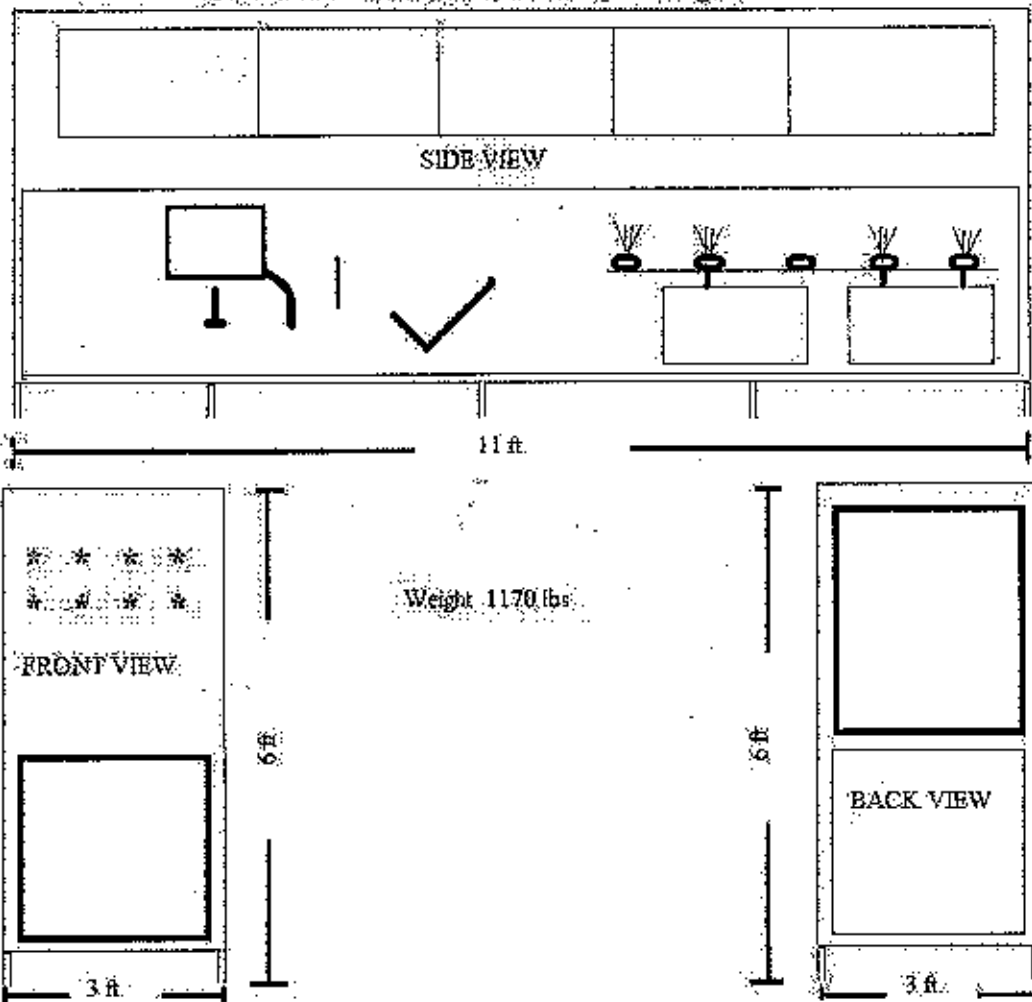 SIDE VIEW
11 ft.
Weight 1170 lbs
FRONT VIEW
6 ft.
6 ft.
BACK VIEW
3 ft.
3 ft.